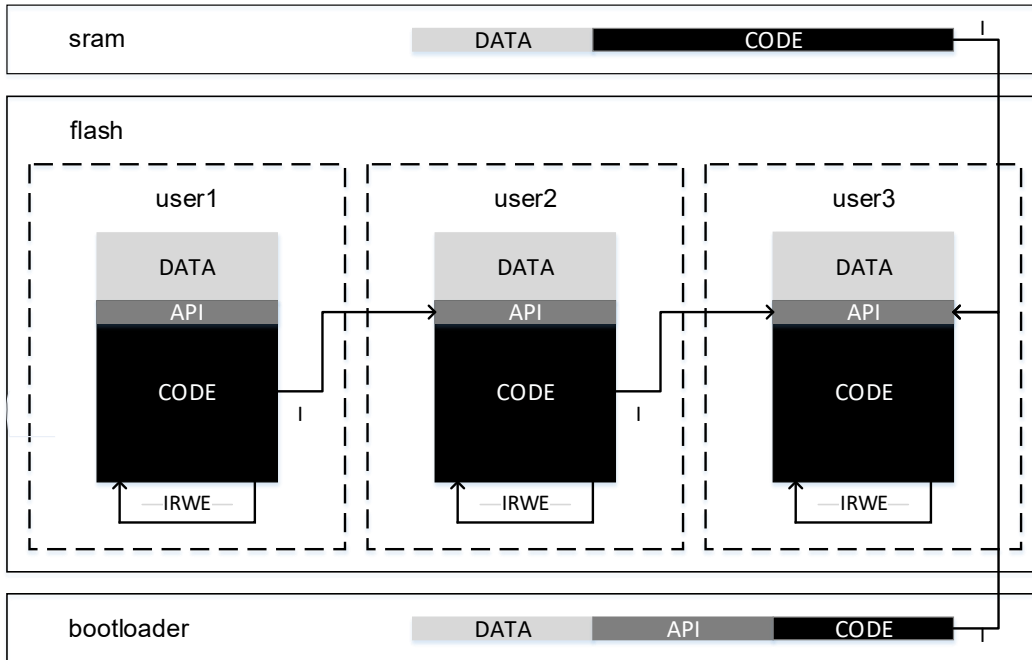 sram
DATA CODE
I
flash
user1 user2 user3
DATA DATA DATA
API API API
CODE CODE CODE
I I
IRWE IRWE IRWE
bootloader
DATA API CODE
I